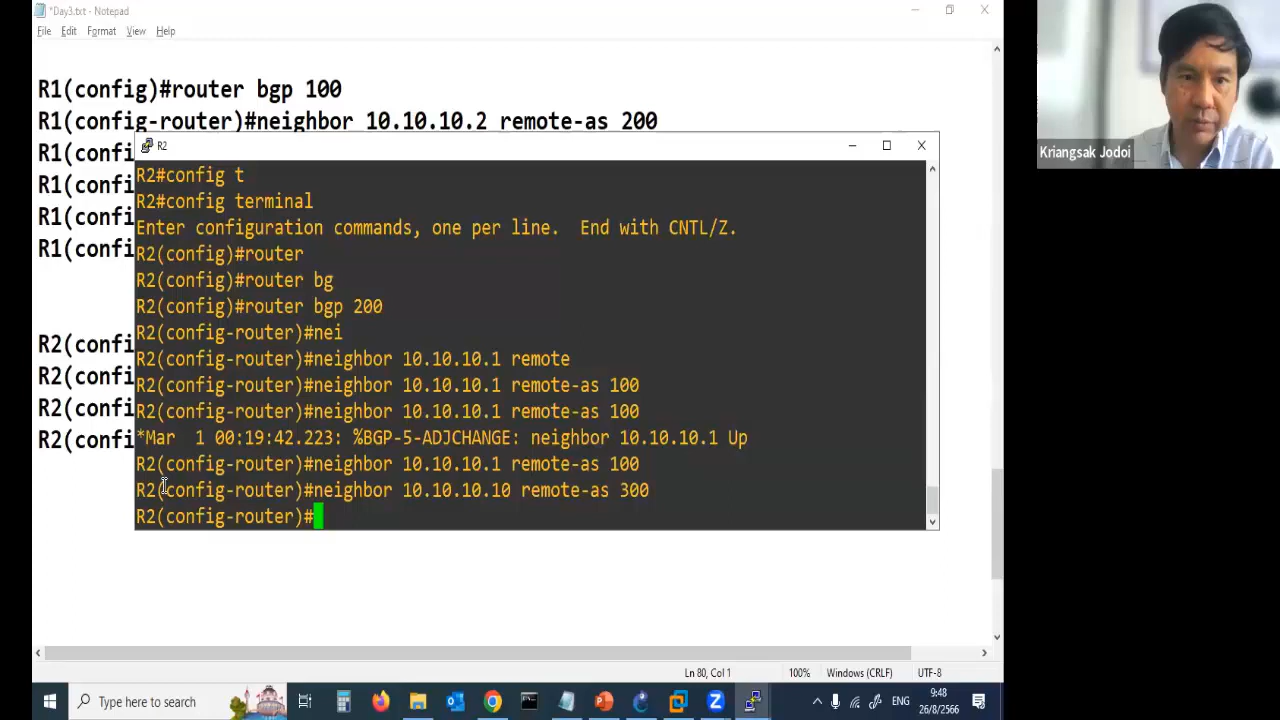 *Day3.txt - Notepad
File Edit Format View Help
R1(config)#router bgp 100
R1(config-router)#neighbor 10.10.10.2 remote-as 200
R1(confi
R1(confi
R1(confi
R1(confi
R2(confi
R2(confi
R2(confi
R2(confi
R2
R2#config t
R2#config terminal
Enter configuration commands, one per line.  End with CNTL/Z.
R2(config)#router
R2(config)#router bg
R2(config)#router bgp 200
R2(config-router)#nei
R2(config-router)#neighbor 10.10.10.1 remote
R2(config-router)#neighbor 10.10.10.1 remote-as 100
R2(config-router)#neighbor 10.10.10.1 remote-as 100
*Mar  1 00:19:42.223: %BGP-5-ADJCHANGE: neighbor 10.10.10.1 Up
R2(config-router)#neighbor 10.10.10.1 remote-as 100
R2(config-router)#neighbor 10.10.10.10 remote-as 300
R2(config-router)#
Kriangsak Jodoi
Ln 80, Col 1 100% Windows (CRLF) UTF-8
Type here to search
ENG
9:48
26/8/2566